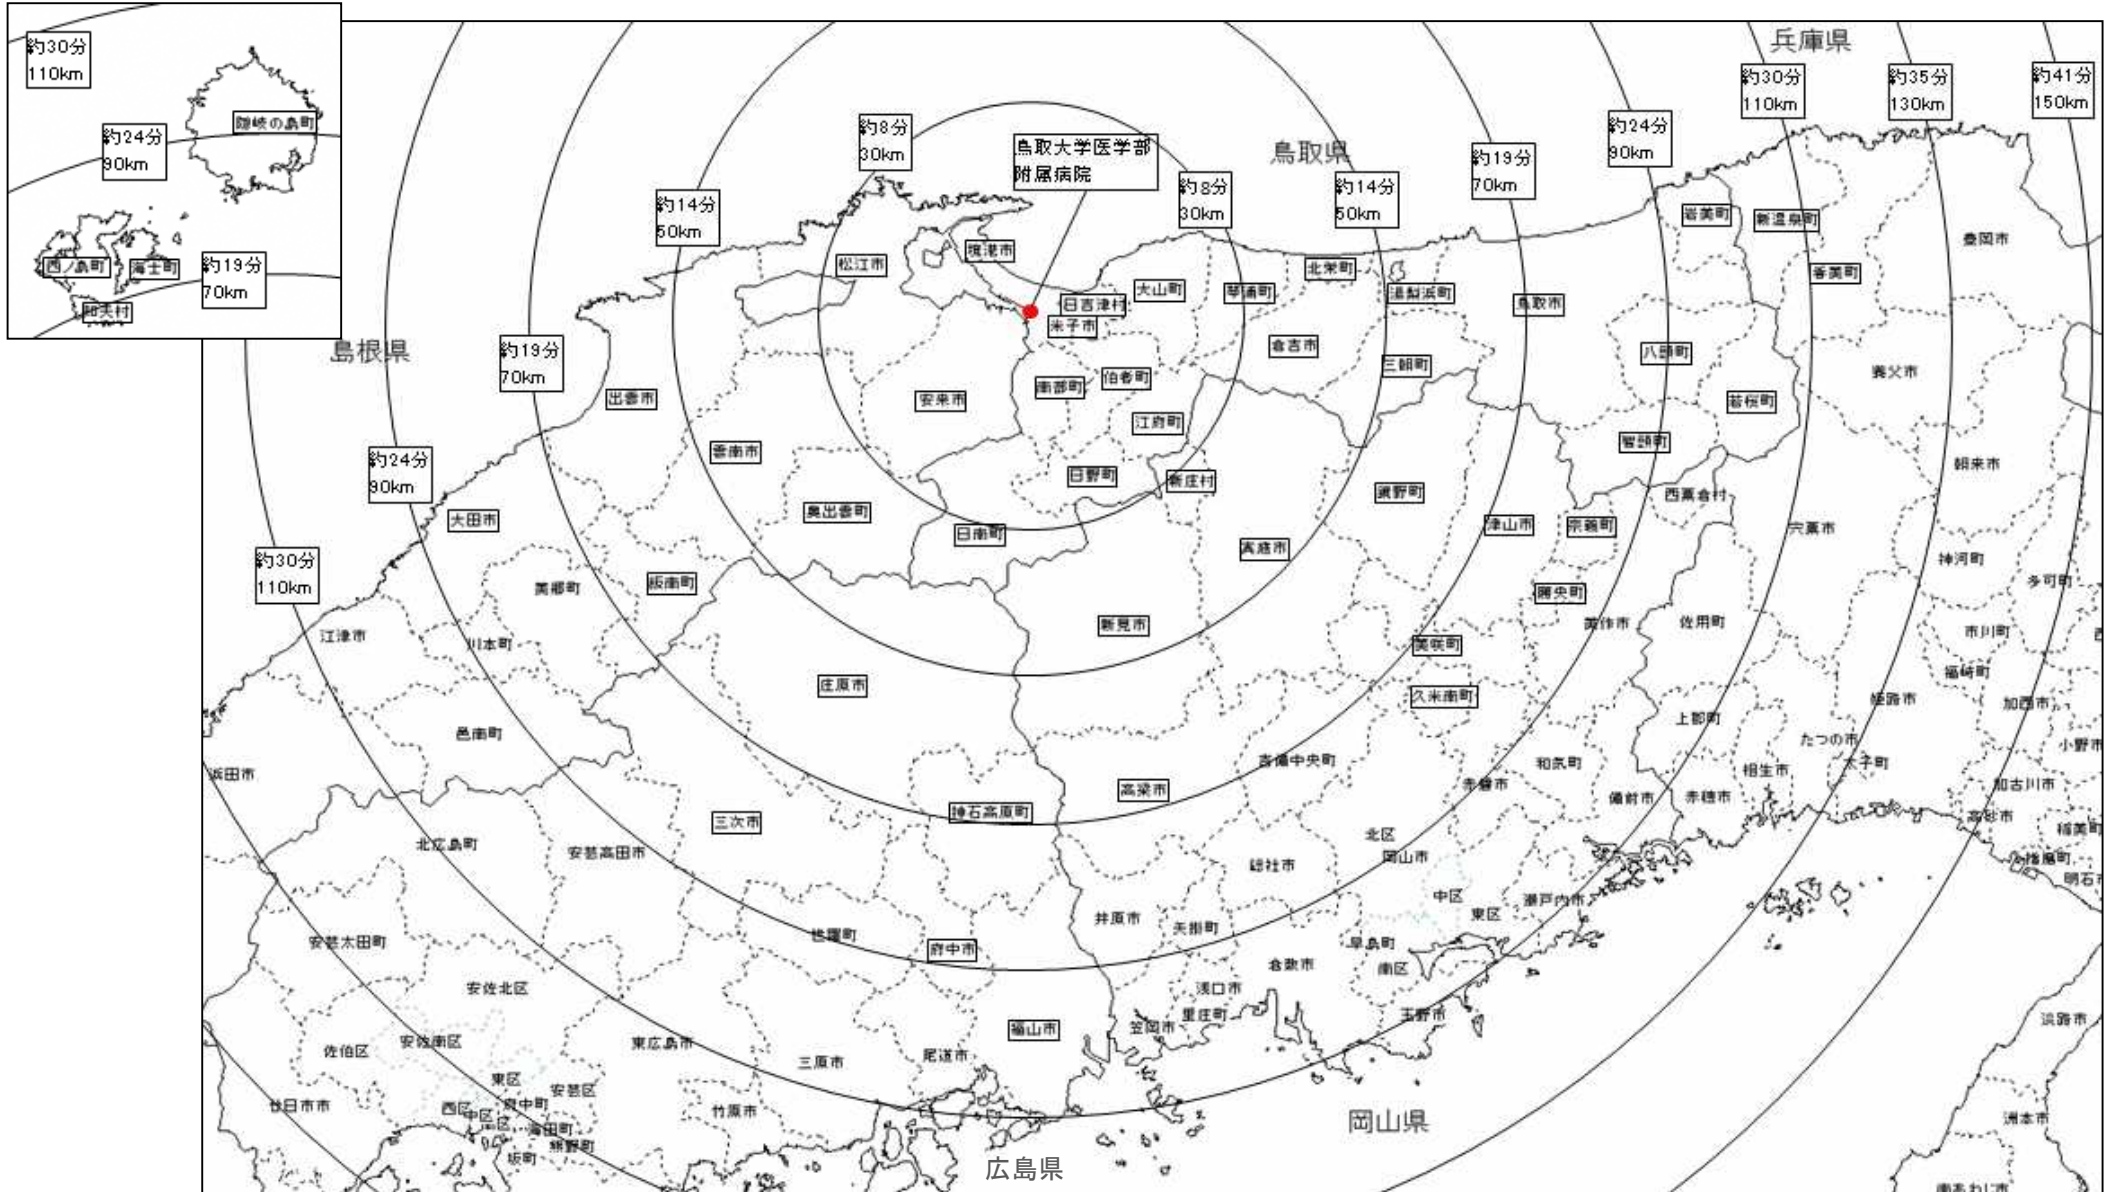 約30分
110km
隠岐の島町
約24分
90km
西ノ島町
海士町
約19分
70km
知夫村
兵庫県
約30分
110km
約35分
130km
約41分
150km
約24分
90km
約8分
30km
鳥取大学医学部
附属病院
鳥取県
約19分
70km
約8分
30km
約14分
50km
約14分
50km
岩美町
新温泉町
豊岡市
境港市
松江市
北栄町
香美町
大山町
琴浦町
湯梨浜町
日吉津村
鳥取市
米子市
島根県
約19分
70km
倉吉市
八頭町
三朝町
養父市
伯耆町
南部町
出雲市
安来市
若桜町
江府町
智頭町
雲南市
約24分
90km
朝来市
日野町
新庄村
鏡野町
西粟倉村
奥出雲町
大田市
津山市
奈義町
宍粟市
日南町
真庭市
約30分
110km
神河町
飯南町
多可町
美郷町
勝央町
新見市
美作市
佐用町
江津市
市川町
西
川本町
美咲町
福崎町
庄原市
久米南町
姫路市
加西市
上郡町
邑南町
たつの市
小野市
吉備中央町
和気町
太子町
浜田市
相生市
赤磐市
加古川市
高梁市
備前市
赤穂市
神石高原町
高砂市
三次市
稲美町
北区
北広島町
安芸高田市
岡山市
播磨町
総社市
明石市
中区
瀬戸内市
東区
井原市
矢掛町
世羅町
安芸太田町
早島町
府中市
倉敷市
南区
安佐北区
浅口市
里庄町
玉野市
淡路市
笠岡市
福山市
安佐南区
東広島市
佐伯区
尾道市
三原市
東区
安芸区
廿日市市
府中町
西区
中区
竹原市
岡山県
洲本市
海田町
熊野町
坂町
広島県
南あわじ市